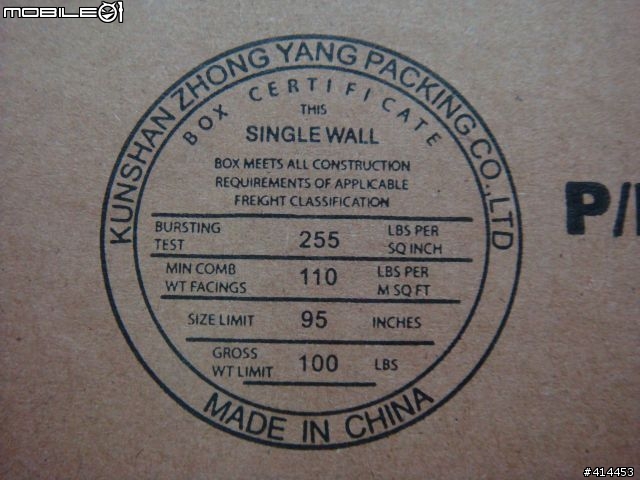 MOBILE01
KUNSHAN ZHONG YANG PACKING CO.,LTD
BOX CERTIFICATE
THIS
SINGLE WALL
BOX MEETS ALL CONSTRUCTION
REQUIREMENTS OF APPLICABLE
FREIGHT CLASSIFICATION
BURSTING TEST 255 LBS PER SQ INCH
MIN COMB WT FACINGS 110 LBS PER M SQ FT
SIZE LIMIT 95 INCHES
GROSS WT LIMIT 100 LBS
MADE IN CHINA
#414453